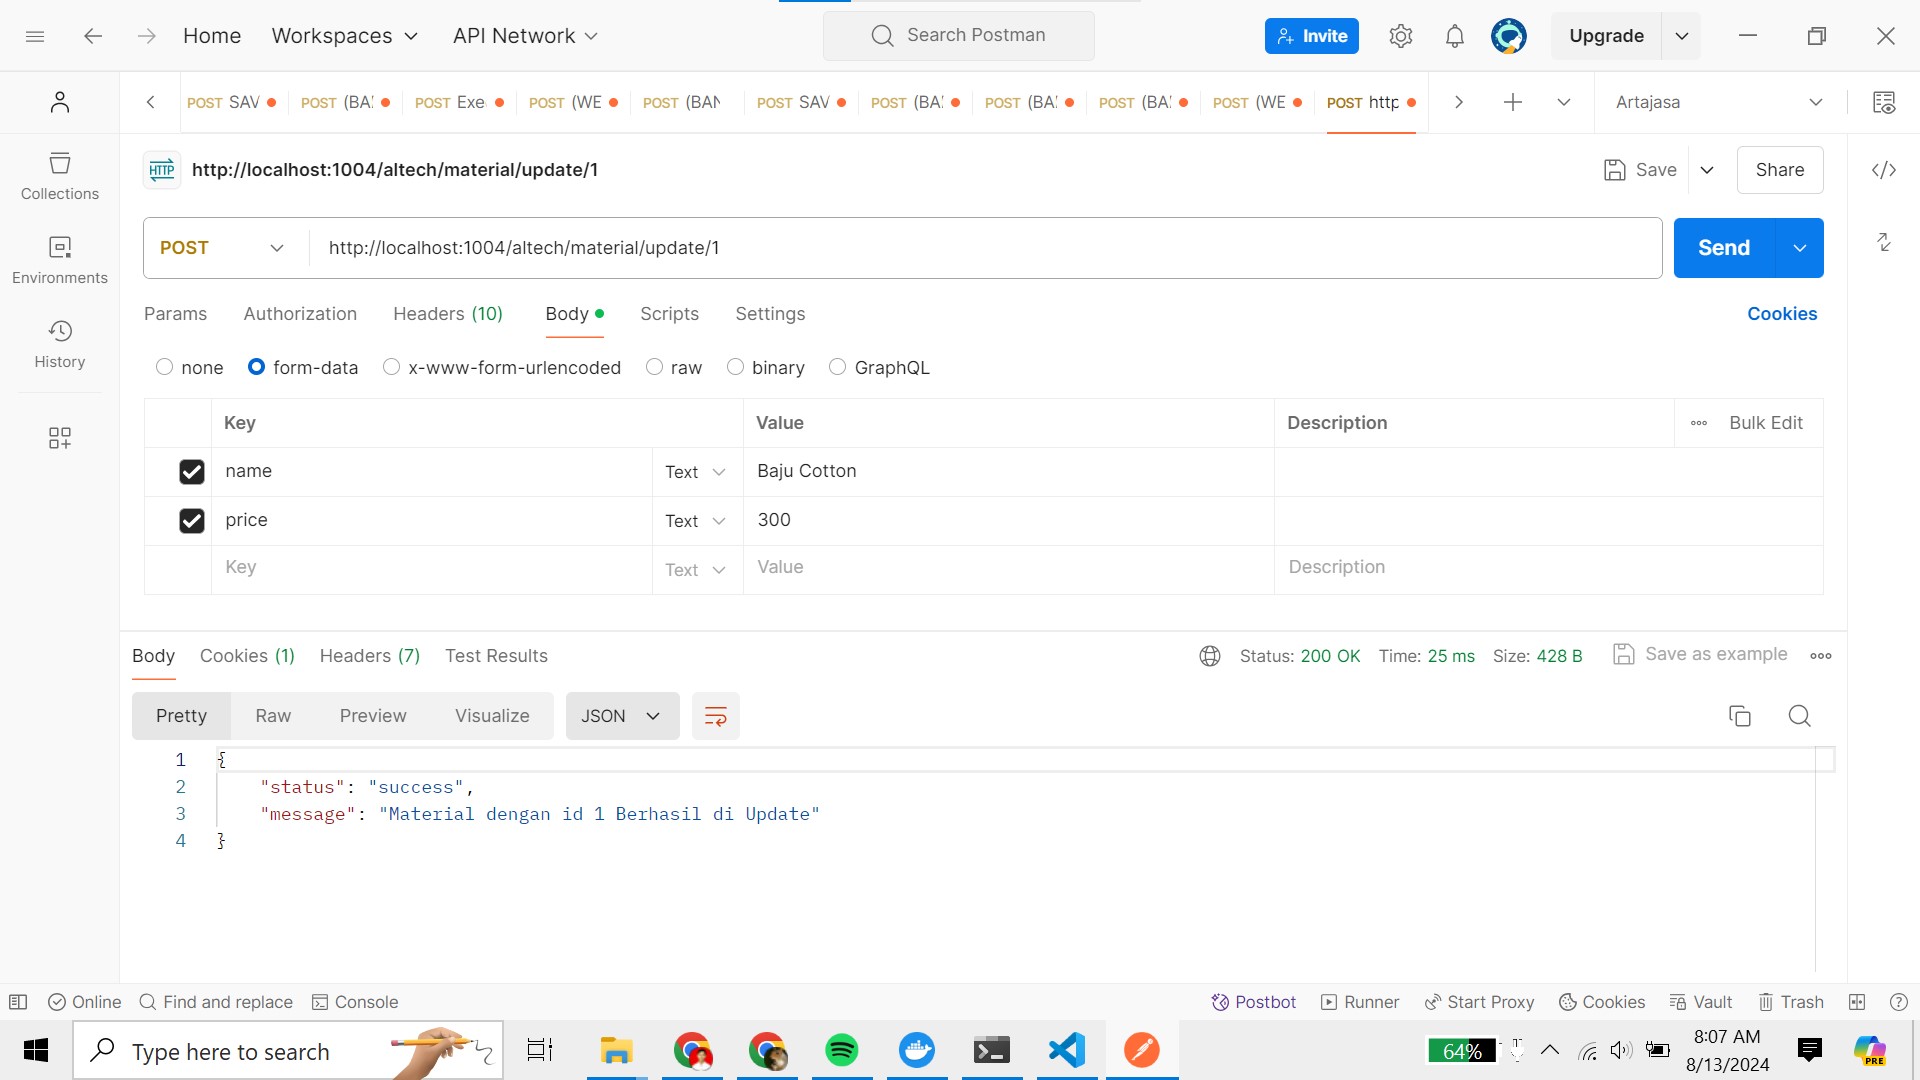 Home Workspaces API Network Search Postman Invite Upgrade
POST SAV POST (BA POST Exe POST (WE POST (BAN POST SAV POST (BA POST (BA POST (BA POST (WE POST http Artajasa
HTTP http://localhost:1004/altech/material/update/1 Save Share
Collections
Environments
History
POST http://localhost:1004/altech/material/update/1 Send
Params Authorization Headers (10) Body Scripts Settings Cookies
none form-data x-www-form-urlencoded raw binary GraphQL
Key Value Description Bulk Edit
name Text Baju Cotton
price Text 300
Key Text Value Description
Body Cookies (1) Headers (7) Test Results Status: 200 OK Time: 25 ms Size: 428 B Save as example
Pretty Raw Preview Visualize JSON
1 {
2 "status": "success",
3 "message": "Material dengan id 1 Berhasil di Update"
4 }
Online Find and replace Console Postbot Runner Start Proxy Cookies Vault Trash
Type here to search 64% 8:07 AM
8/13/2024 PRE